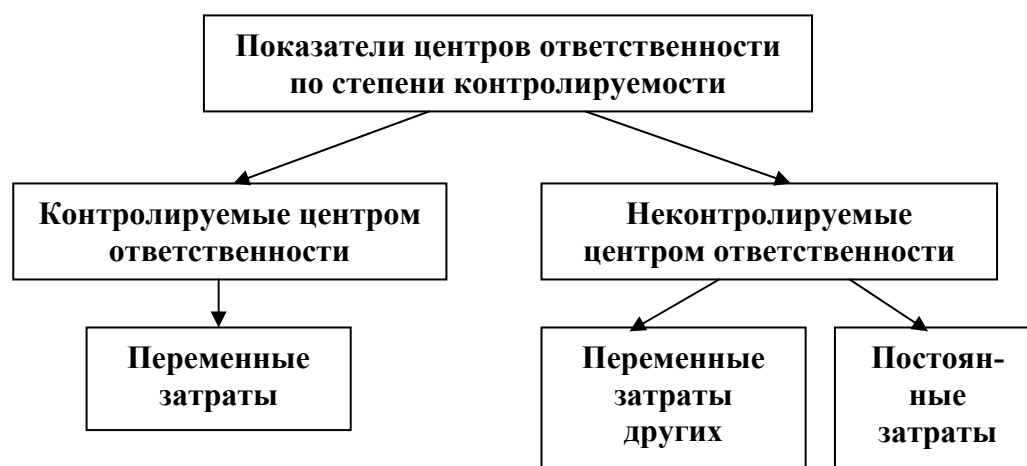 Показатели центров ответственности
по степени контролируемости
Контролируемые центром
ответственности
Неконтролируемые
центром ответственности
Переменные
затраты
Переменные
затраты
других
Постоян-
ные
затраты